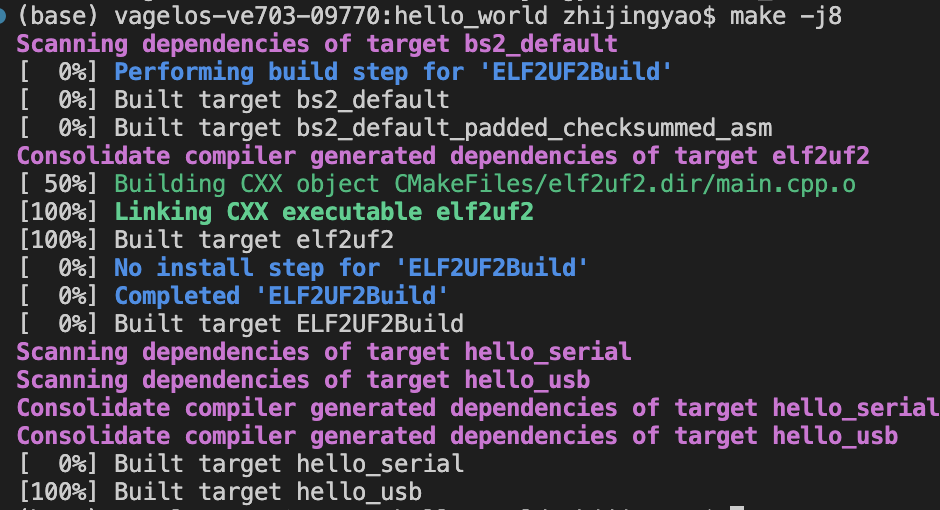 (base) vagelos-ve703-09770:hello_world zhijingyao$ make -j8
Scanning dependencies of target bs2_default
[  0%] Performing build step for 'ELF2UF2Build'
[  0%] Built target bs2_default
[  0%] Built target bs2_default_padded_checksummed_asm
Consolidate compiler generated dependencies of target elf2uf2
[ 50%] Building CXX object CMakeFiles/elf2uf2.dir/main.cpp.o
[100%] Linking CXX executable elf2uf2
[100%] Built target elf2uf2
[  0%] No install step for 'ELF2UF2Build'
[  0%] Completed 'ELF2UF2Build'
[  0%] Built target ELF2UF2Build
Scanning dependencies of target hello_serial
Scanning dependencies of target hello_usb
Consolidate compiler generated dependencies of target hello_serial
Consolidate compiler generated dependencies of target hello_usb
[  0%] Built target hello_serial
[100%] Built target hello_usb